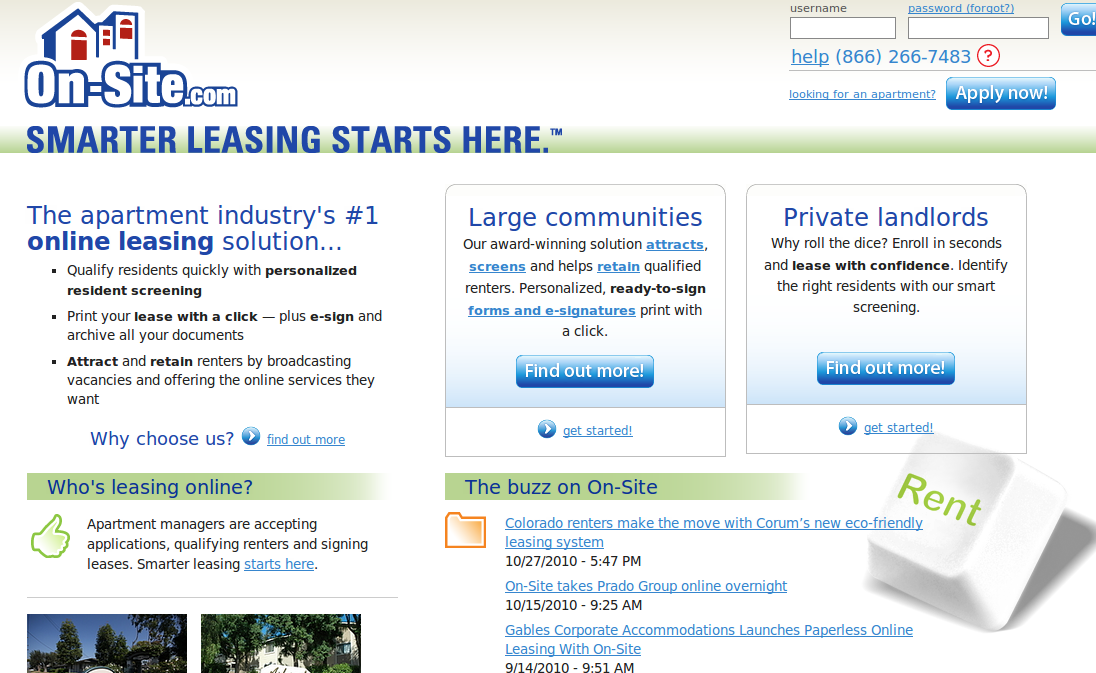 username
password (forgot?)
Go!
On-Site.com
help (866) 266-7483 ?
looking for an apartment?
Apply now!
SMARTER LEASING STARTS HERE.™
The apartment industry's #1
online leasing solution...
Qualify residents quickly with personalized
resident screening
Print your lease with a click — plus e-sign and
archive all your documents
Attract and retain renters by broadcasting
vacancies and offering the online services they
want
Why choose us? find out more
Large communities
Our award-winning solution attracts,
screens and helps retain qualified
renters. Personalized, ready-to-sign
forms and e-signatures print with
a click.
Find out more!
get started!
Private landlords
Why roll the dice? Enroll in seconds
and lease with confidence. Identify
the right residents with our smart
screening.
Find out more!
get started!
Rent
Who's leasing online?
Apartment managers are accepting
applications, qualifying renters and signing
leases. Smarter leasing starts here.
The buzz on On-Site
Colorado renters make the move with Corum’s new eco-friendly
leasing system
10/27/2010 - 5:47 PM
On-Site takes Prado Group online overnight
10/15/2010 - 9:25 AM
Gables Corporate Accommodations Launches Paperless Online
Leasing With On-Site
9/14/2010 - 9:51 AM